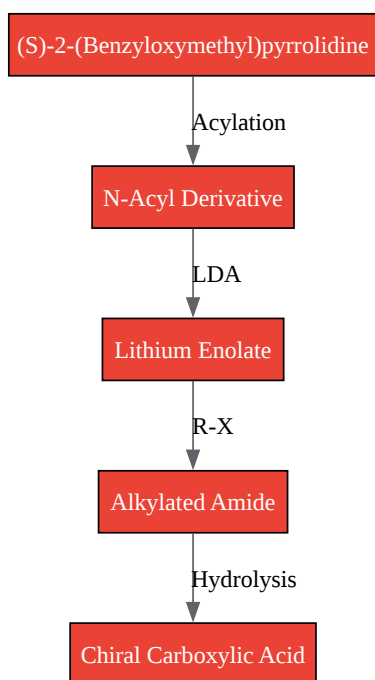 (S)-2-(Benzyloxymethyl)pyrrolidine
Acylation
N-Acyl Derivative
LDA
Lithium Enolate
R-X
Alkylated Amide
Hydrolysis
Chiral Carboxylic Acid